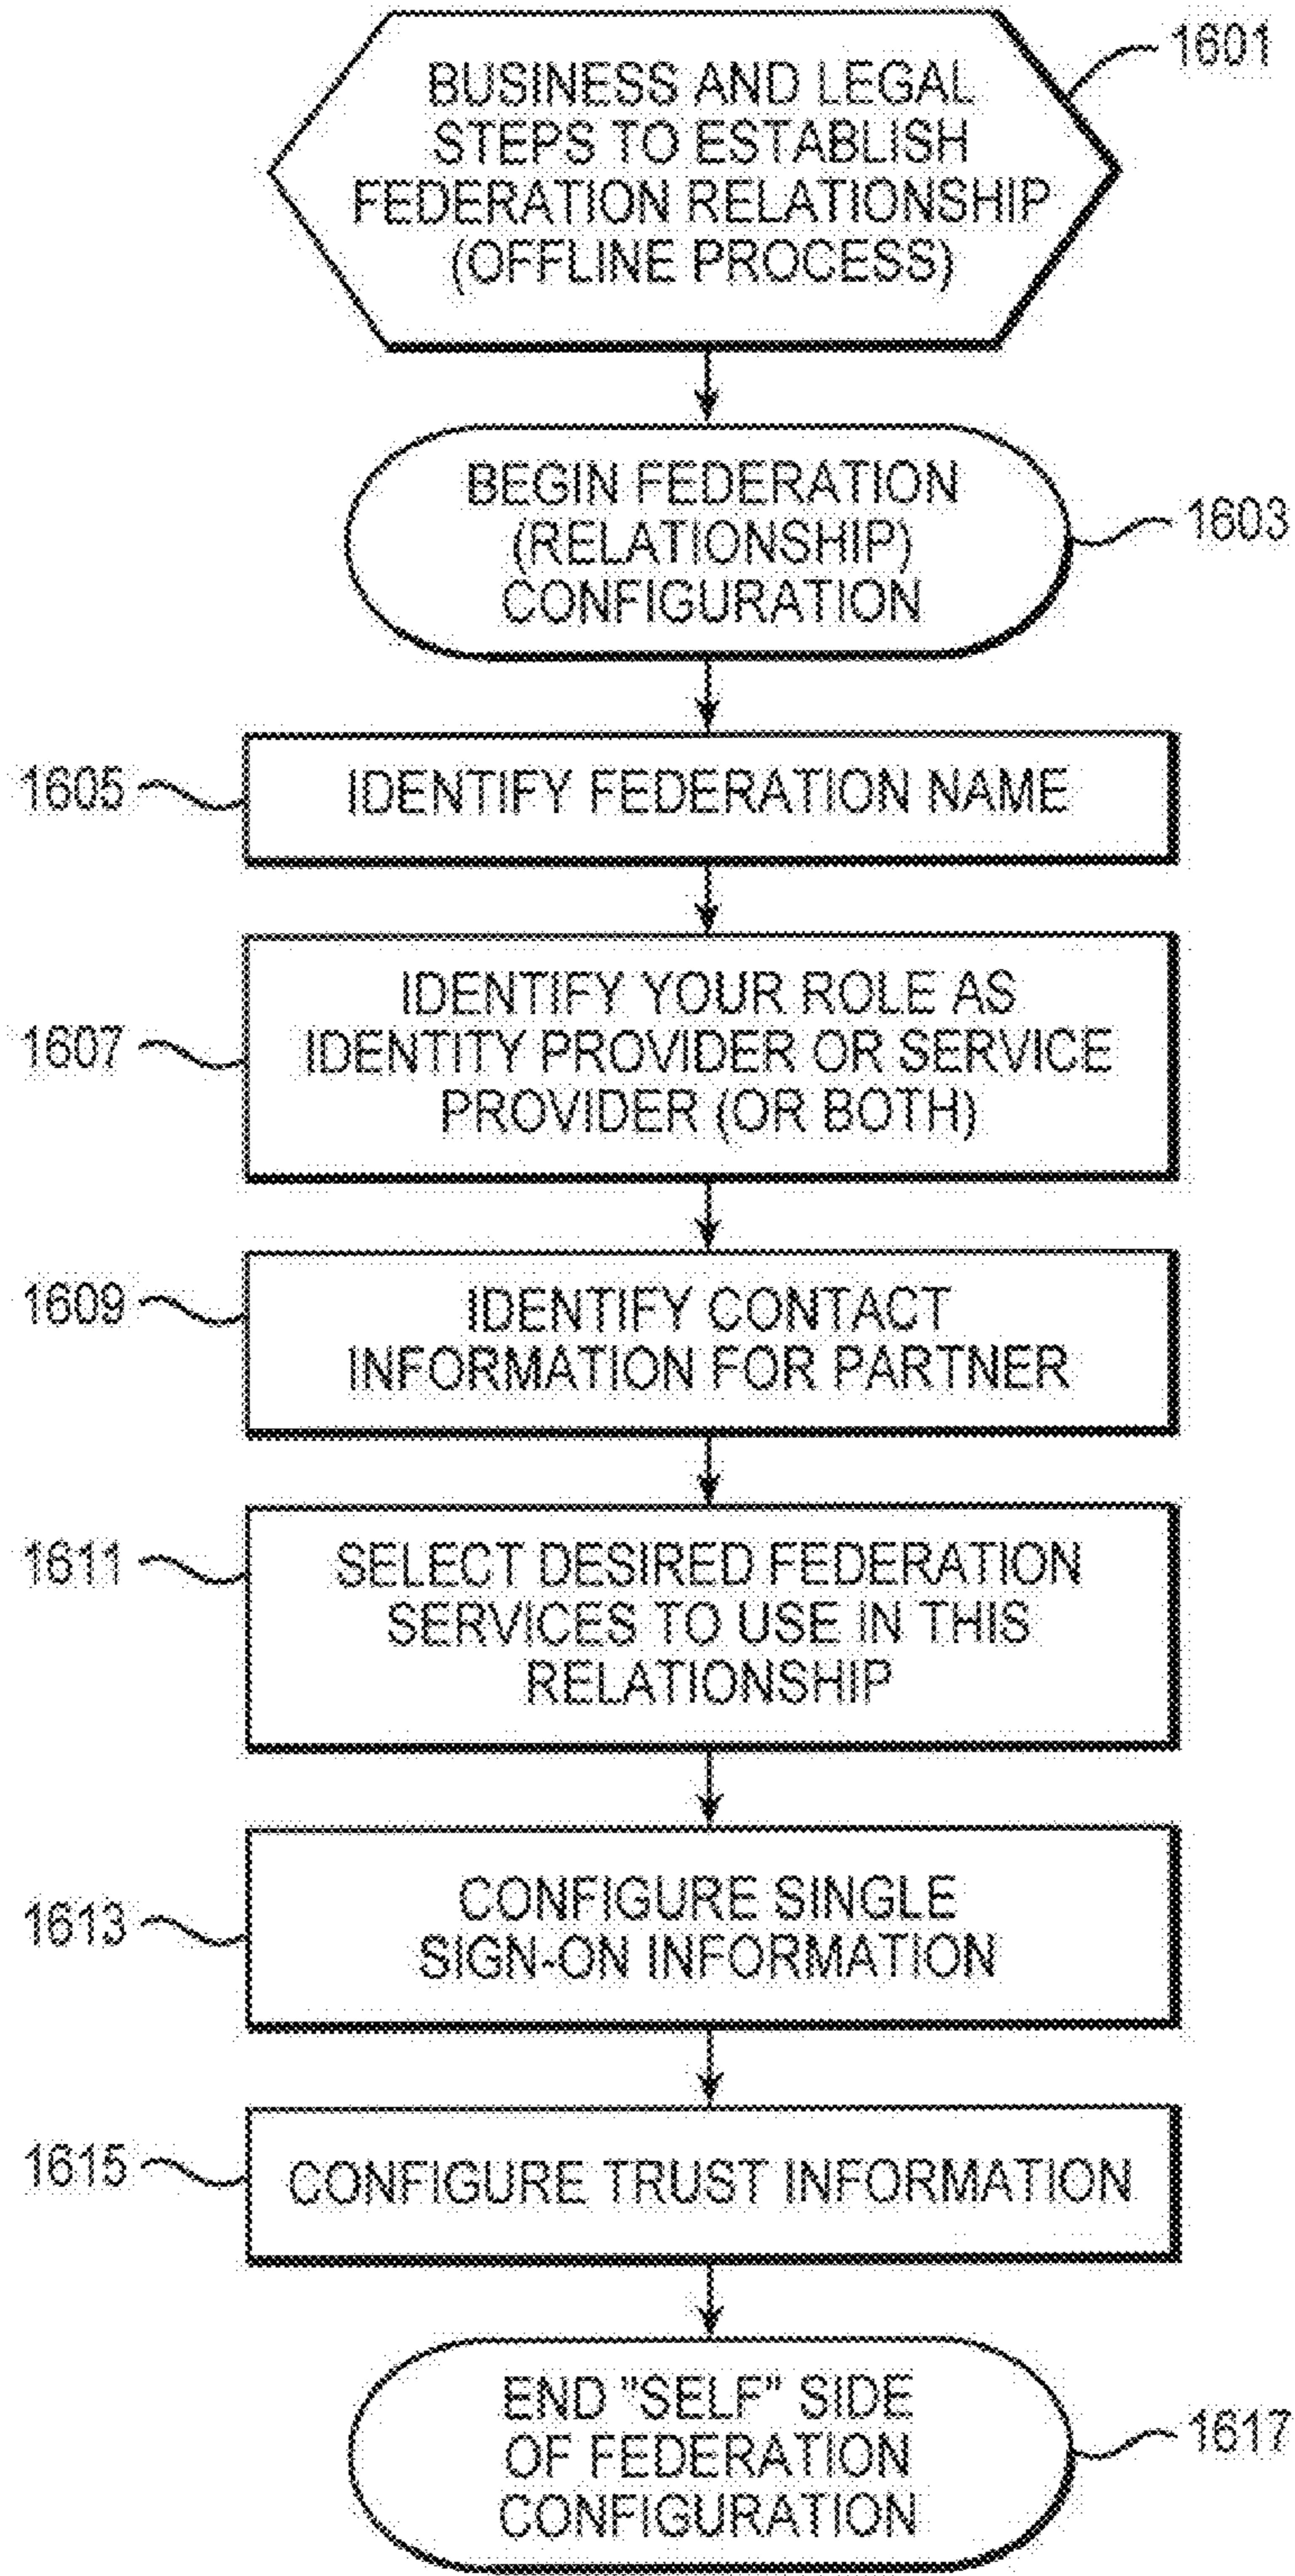 1601
BUSINESS AND LEGAL
STEPS TO ESTABLISH
FEDERATION RELATIONSHIP
(OFFLINE PROCESS)
BEGIN FEDERATION
(RELATIONSHIP)
CONFIGURATION
1603
1605
IDENTIFY FEDERATION NAME
IDENTIFY YOUR ROLE AS
IDENTITY PROVIDER OR SERVICE
PROVIDER (OR BOTH)
1607
1609
IDENTIFY CONTACT
INFORMATION FOR PARTNER
1611
SELECT DESIRED FEDERATION
SERVICES TO USE IN THIS
RELATIONSHIP
1613
CONFIGURE SINGLE
SIGN-ON INFORMATION
1615
CONFIGURE TRUST INFORMATION
END "SELF" SIDE
OF FEDERATION
CONFIGURATION
1617